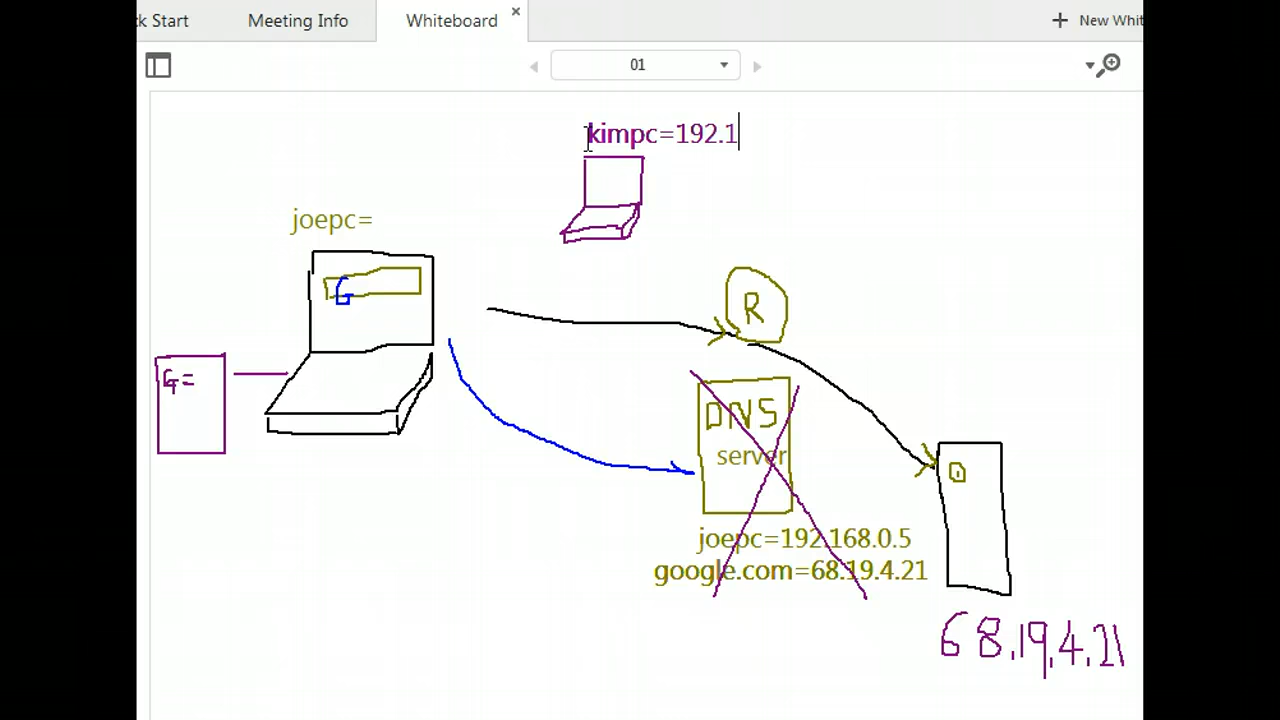 ck Start
Meeting Info
Whiteboard
New Whit
01
kimpc=192.1
joepc=
G
R
G=
DNS
server
joepc=192.168.0.5
google.com=68.19.4.21
68.19.4.21